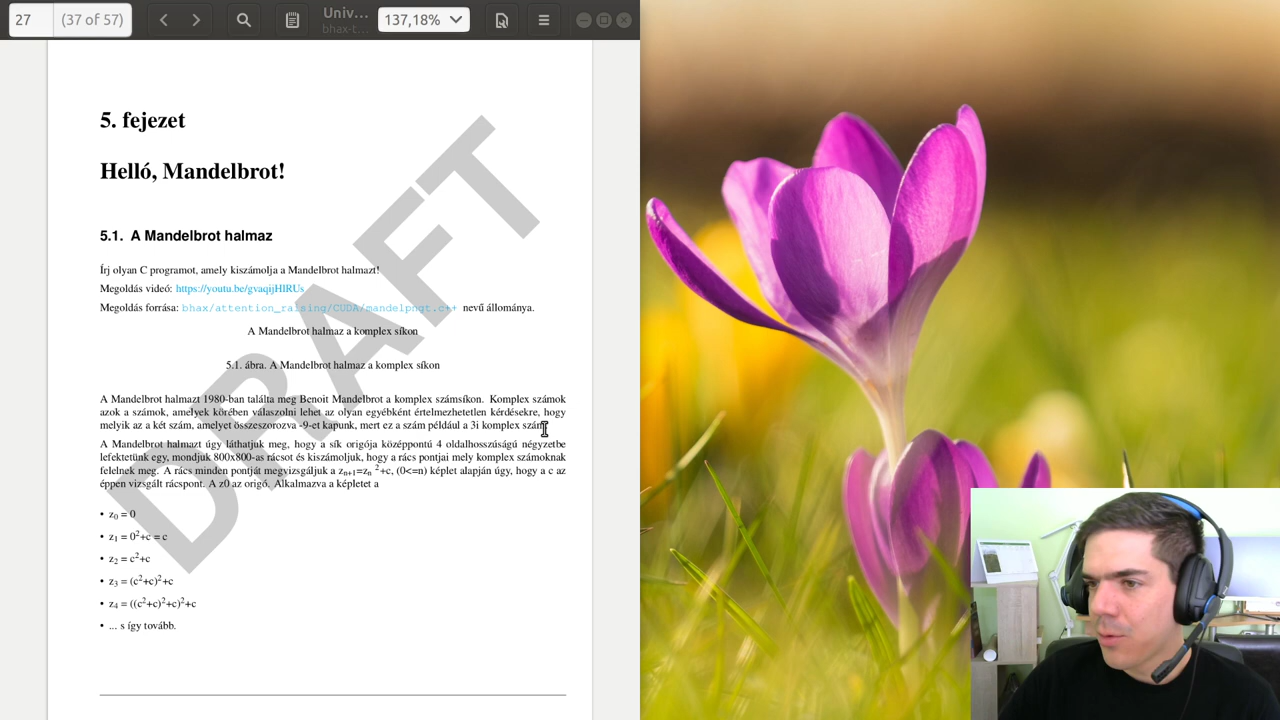 27 (37 of 57) Univ… 137,18%
bhax-t…
5. fejezet
Helló, Mandelbrot!
5.1. A Mandelbrot halmaz
Írj olyan C programot, amely kiszámolja a Mandelbrot halmazt!
Megoldás videó: https://youtu.be/gvaqijHlRUs
Megoldás forrása: bhax/attention_raising/CUDA/mandelpngt.c++ nevű állománya.
A Mandelbrot halmaz a komplex síkon
5.1. ábra. A Mandelbrot halmaz a komplex síkon
A Mandelbrot halmazt 1980-ban találta meg Benoit Mandelbrot a komplex számsíkon. Komplex számok
azok a számok, amelyek körében válaszolni lehet az olyan egyébként értelmezhetetlen kérdésekre, hogy
melyik az a két szám, amelyet összeszorozva -9-et kapunk, mert ez a szám például a 3i komplex szám.
A Mandelbrot halmazt úgy láthatjuk meg, hogy a sík origója középpontú 4 oldalhosszúságú négyzetbe
lefektetünk egy, mondjuk 800x800-as rácsot és kiszámoljuk, hogy a rács pontjai mely komplex számoknak
felelnek meg. A rács minden pontját megvizsgáljuk a zn+1=zn 2+c, (0<=n) képlet alapján úgy, hogy a c az
éppen vizsgált rácspont. A z0 az origó. Alkalmazva a képletet a
• z0 = 0
• z1 = 0²+c = c
• z2 = c²+c
• z3 = (c²+c)²+c
• z4 = ((c²+c)²+c)²+c
• ... s így tovább.
DRAFT